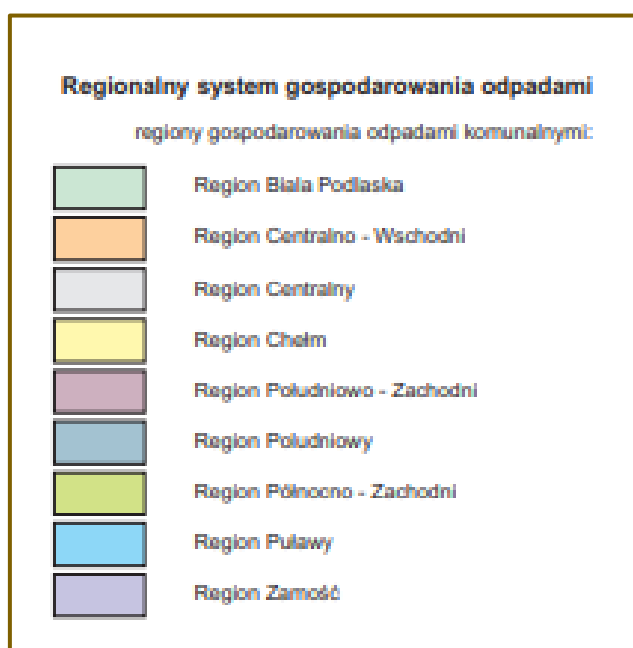 Regionalny system gospodarowania odpadami
regiony gospodarowania odpadami komunalnymi:
Region Biała Podlaska
Region Centralno - Wschodni
Region Centralny
Region Chełm
Region Południowo - Zachodni
Region Południowy
Region Północno - Zachodni
Region Puławy
Region Zamość